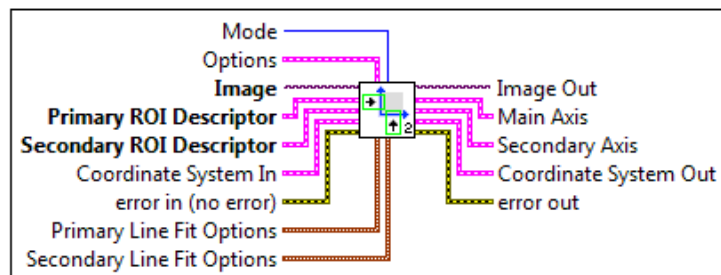 Mode
Options
Image
Primary ROI Descriptor
Secondary ROI Descriptor
Coordinate System In
error in (no error)
Primary Line Fit Options
Secondary Line Fit Options
2
Image Out
Main Axis
Secondary Axis
Coordinate System Out
error out